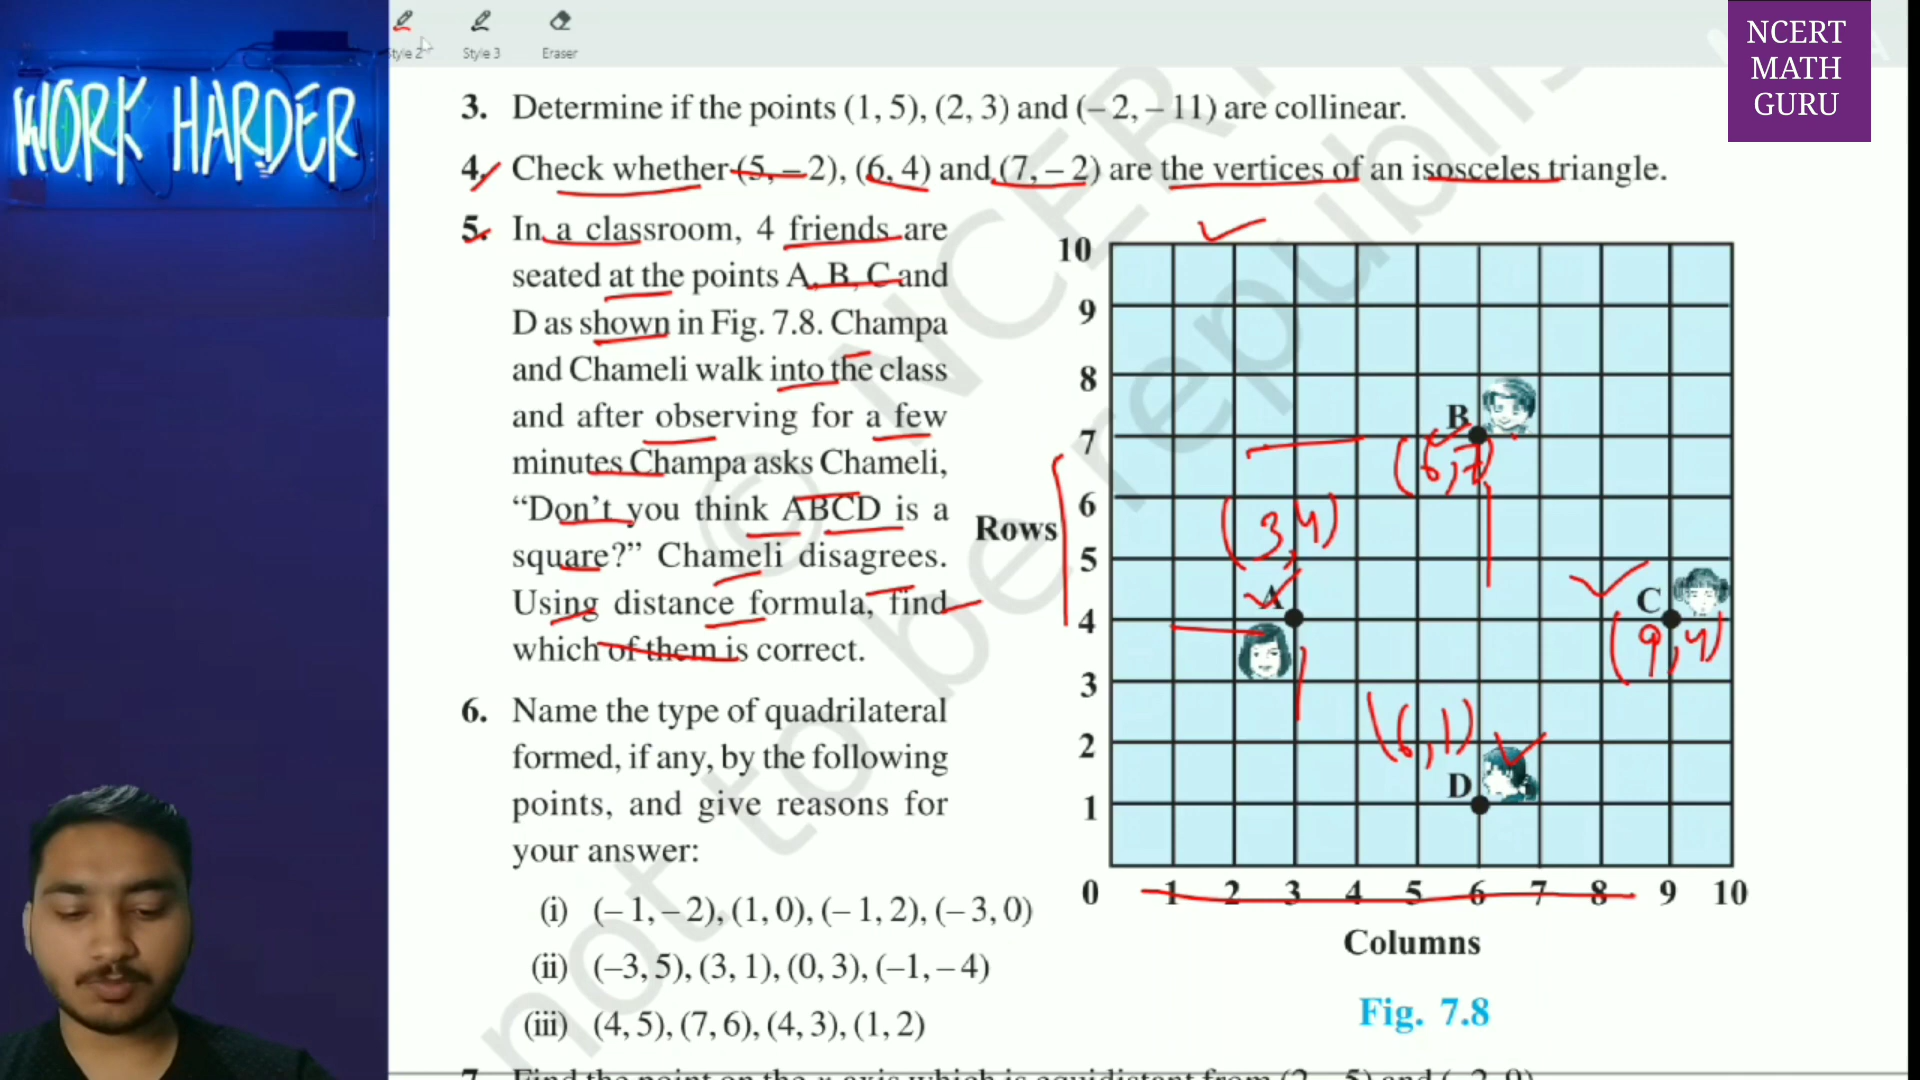 WORK HARDER
Style 2
Style 3
Eraser
NCERT
MATH
GURU
3. Determine if the points (1, 5), (2, 3) and (– 2, – 11) are collinear.
4. Check whether (5, – 2), (6, 4) and (7, – 2) are the vertices of an isosceles triangle.
5. In a classroom, 4 friends are
seated at the points A, B, C and
D as shown in Fig. 7.8. Champa
and Chameli walk into the class
and after observing for a few
minutes Champa asks Chameli,
“Don’t you think ABCD is a
square?” Chameli disagrees.
Using distance formula, find
which of them is correct.
10
9
8
7
6
5
4
3
2
1
0 1 2 3 4 5 6 7 8 9 10
Rows
Columns
B
(6,7)
(3,4)
A
C
(9,4)
(6,1)
D
Fig. 7.8
6. Name the type of quadrilateral
formed, if any, by the following
points, and give reasons for
your answer:
(i) (– 1, – 2), (1, 0), (– 1, 2), (– 3, 0)
(ii) (–3, 5), (3, 1), (0, 3), (–1, – 4)
(iii) (4, 5), (7, 6), (4, 3), (1, 2)
© NCERT
not to be republis